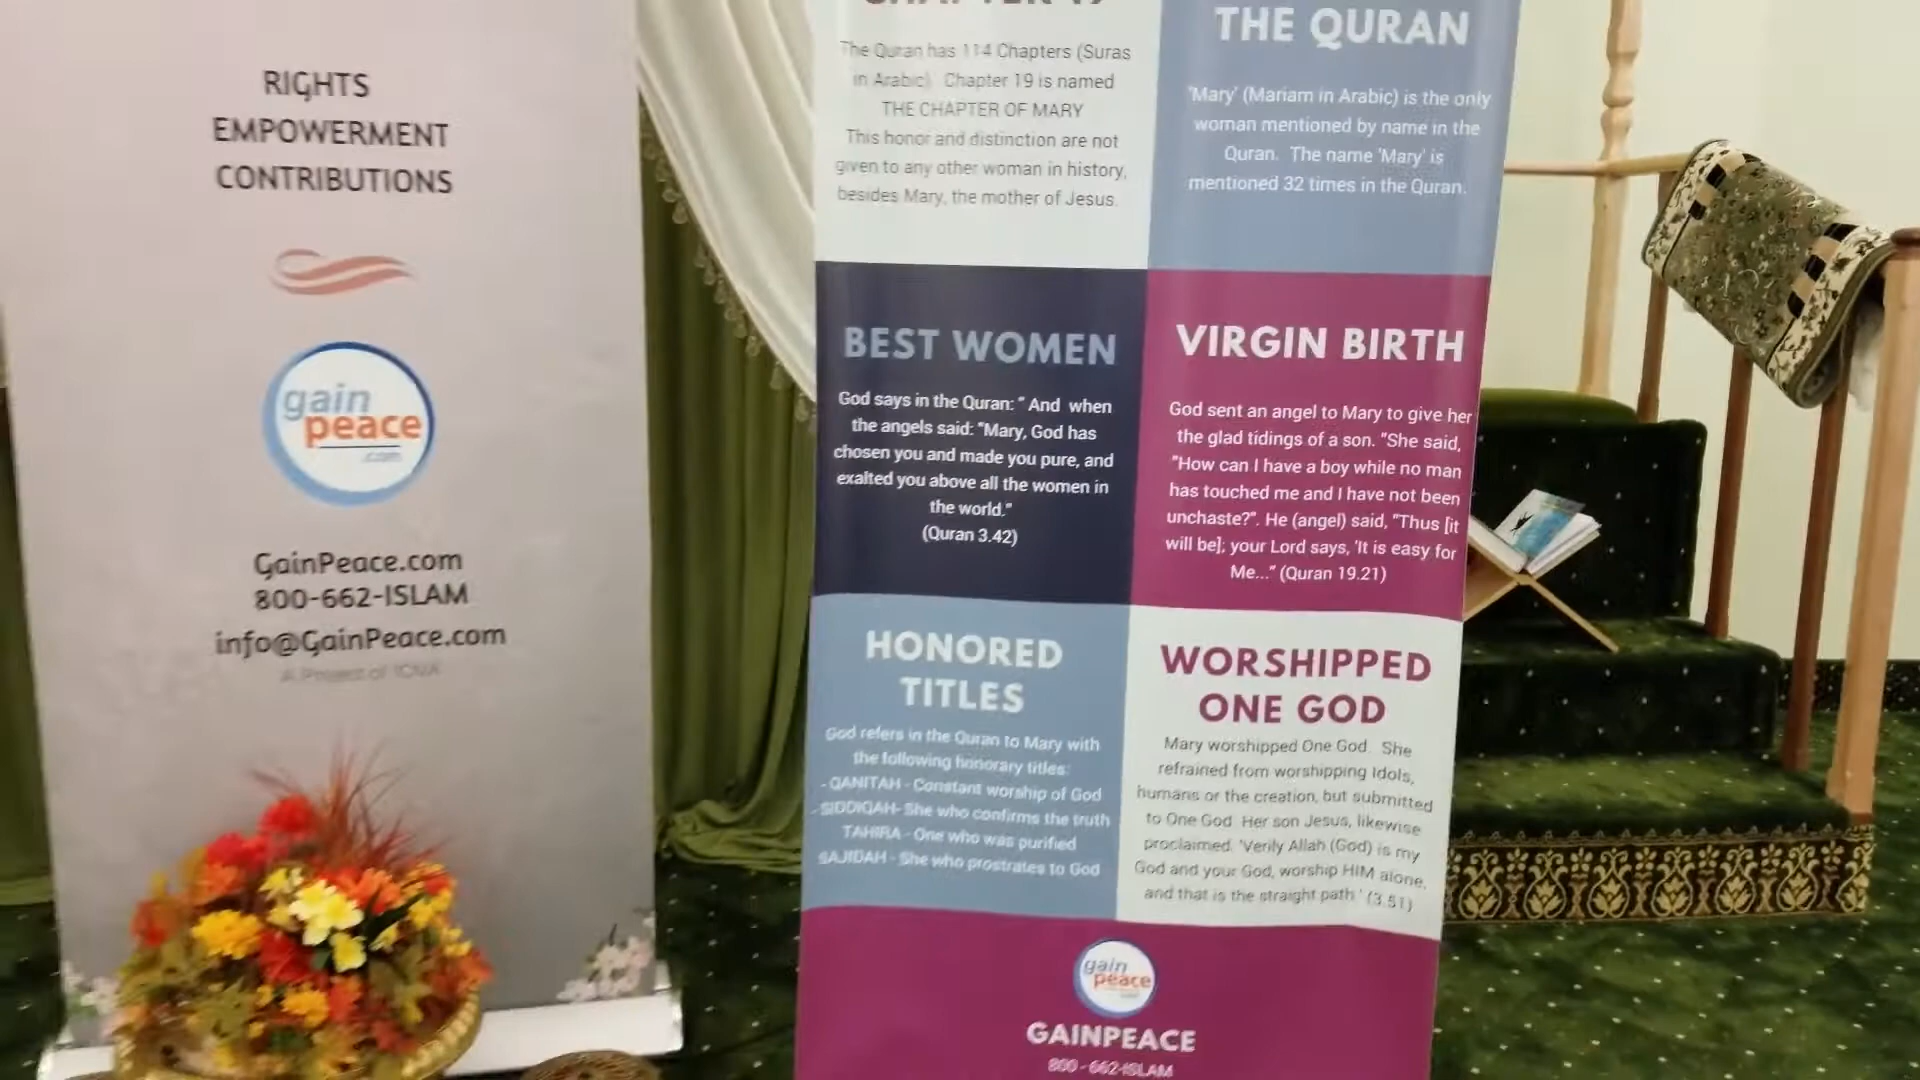 RIGHTS
EMPOWERMENT
CONTRIBUTIONS
gain
peace
.com
GainPeace.com
800-662-ISLAM
info@GainPeace.com
A Project of ICNA
CHAPTER 19
The Quran has 114 Chapters (Suras
in Arabic). Chapter 19 is named
THE CHAPTER OF MARY
This honor and distinction are not
given to any other woman in history,
besides Mary, the mother of Jesus.
THE QURAN
'Mary' (Mariam in Arabic) is the only
woman mentioned by name in the
Quran. The name 'Mary' is
mentioned 32 times in the Quran.
BEST WOMEN
God says in the Quran: " And when
the angels said: "Mary, God has
chosen you and made you pure, and
exalted you above all the women in
the world."
(Quran 3.42)
VIRGIN BIRTH
God sent an angel to Mary to give her
the glad tidings of a son. "She said,
"How can I have a boy while no man
has touched me and I have not been
unchaste?". He (angel) said, "Thus [it
will be]; your Lord says, 'It is easy for
Me..." (Quran 19.21)
HONORED
TITLES
God refers in the Quran to Mary with
the following honorary titles:
- QANITAH - Constant worship of God
- SIDDIQAH- She who confirms the truth
TAHIRA - One who was purified
SAJIDAH - She who prostrates to God
WORSHIPPED
ONE GOD
Mary worshipped One God. She
refrained from worshipping Idols,
humans or the creation, but submitted
to One God. Her son Jesus, likewise
proclaimed. 'Verily Allah (God) is my
God and your God, worship HIM alone,
and that is the straight path.' (3.51)
gain
peace
GAINPEACE
800 - 662-ISLAM